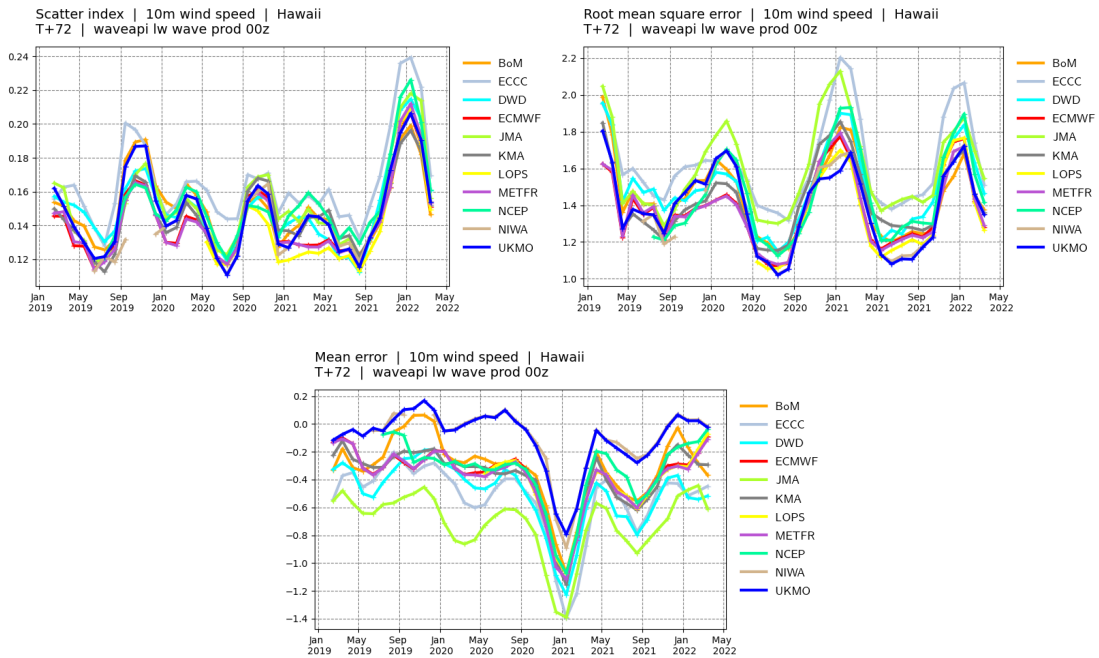 Scatter index | 10m wind speed | Hawaii
T+72 | waveapi lw wave prod 00z
0.24
0.22
0.20
0.18
0.16
0.14
0.12
Jan 2019
May 2019
Sep 2019
Jan 2020
May 2020
Sep 2020
Jan 2021
May 2021
Sep 2021
Jan 2022
May 2022
BoM
ECCC
DWD
ECMWF
JMA
KMA
LOPS
METFR
NCEP
NIWA
UKMO
Root mean square error | 10m wind speed | Hawaii
T+72 | waveapi lw wave prod 00z
2.2
2.0
1.8
1.6
1.4
1.2
1.0
Jan 2019
May 2019
Sep 2019
Jan 2020
May 2020
Sep 2020
Jan 2021
May 2021
Sep 2021
Jan 2022
May 2022
BoM
ECCC
DWD
ECMWF
JMA
KMA
LOPS
METFR
NCEP
NIWA
UKMO
Mean error | 10m wind speed | Hawaii
T+72 | waveapi lw wave prod 00z
0.2
0.0
−0.2
−0.4
−0.6
−0.8
−1.0
−1.2
−1.4
Jan 2019
May 2019
Sep 2019
Jan 2020
May 2020
Sep 2020
Jan 2021
May 2021
Sep 2021
Jan 2022
May 2022
BoM
ECCC
DWD
ECMWF
JMA
KMA
LOPS
METFR
NCEP
NIWA
UKMO